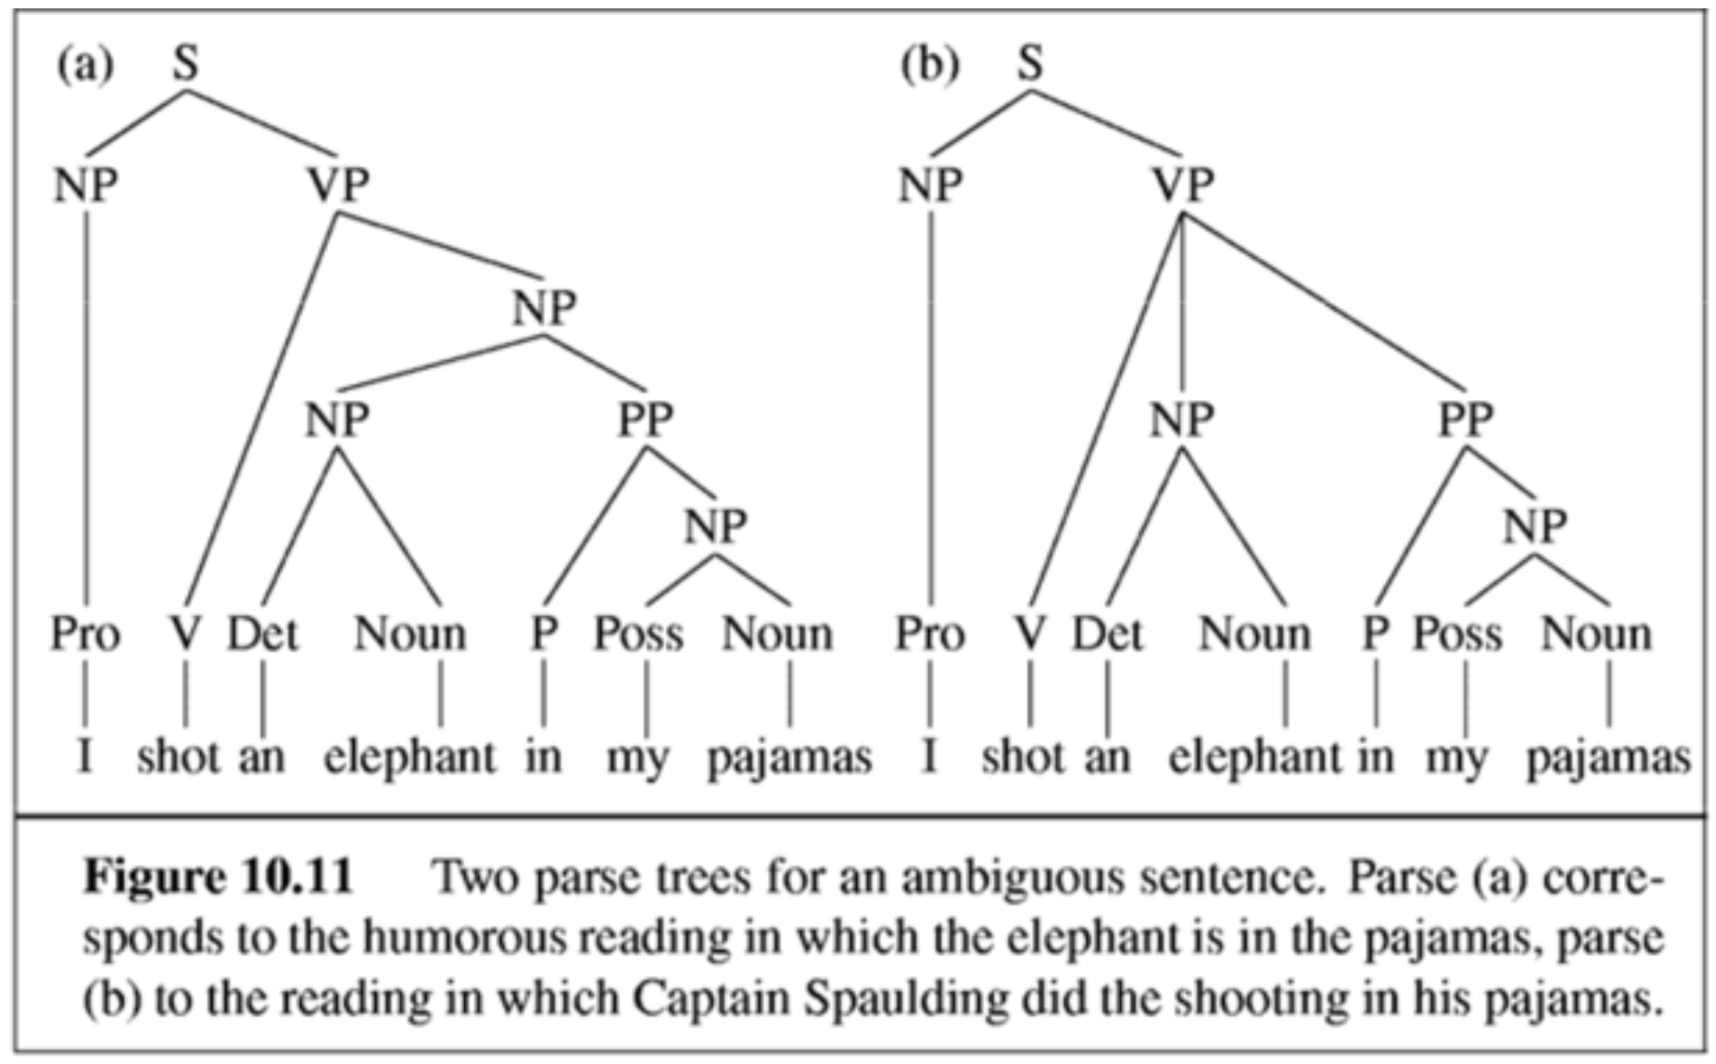 (a) S (b) S
NP VP NP VP
NP
NP PP NP PP
NP NP
Pro V Det Noun P Poss Noun Pro V Det Noun P Poss Noun
I shot an elephant in my pajamas I shot an elephant in my pajamas
Figure 10.11 Two parse trees for an ambiguous sentence. Parse (a) corre-
sponds to the humorous reading in which the elephant is in the pajamas, parse
(b) to the reading in which Captain Spaulding did the shooting in his pajamas.